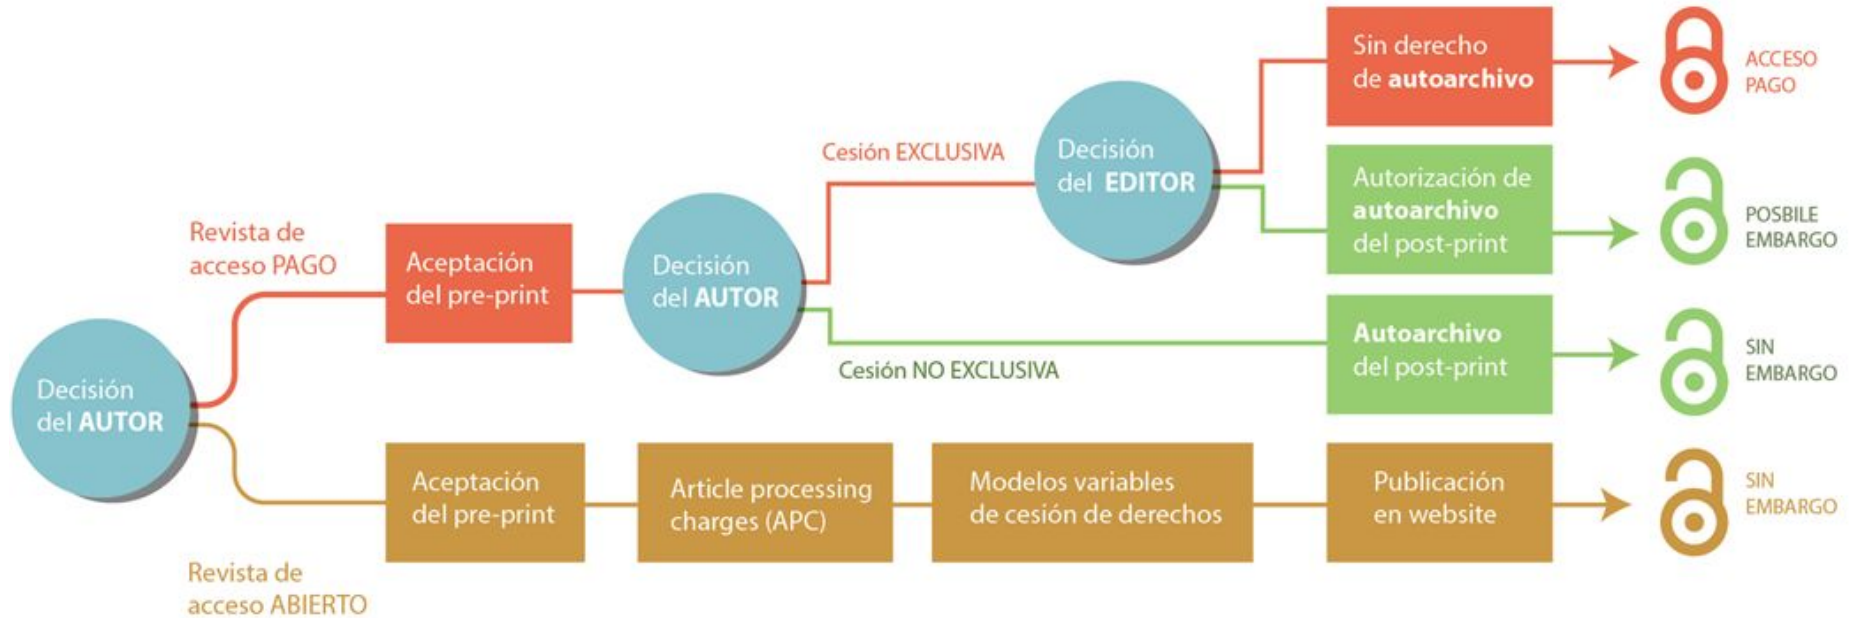 Decisión
del AUTOR
Revista de
acceso PAGO
Aceptación
del pre-print
Decisión
del AUTOR
Cesión EXCLUSIVA
Decisión
del EDITOR
Sin derecho
de autoarchivo
ACCESO
PAGO
Autorización de
autoarchivo
del post-print
POSBILE
EMBARGO
Cesión NO EXCLUSIVA
Autoarchivo
del post-print
SIN
EMBARGO
Revista de
acceso ABIERTO
Aceptación
del pre-print
Article processing
charges (APC)
Modelos variables
de cesión de derechos
Publicación
en website
SIN
EMBARGO